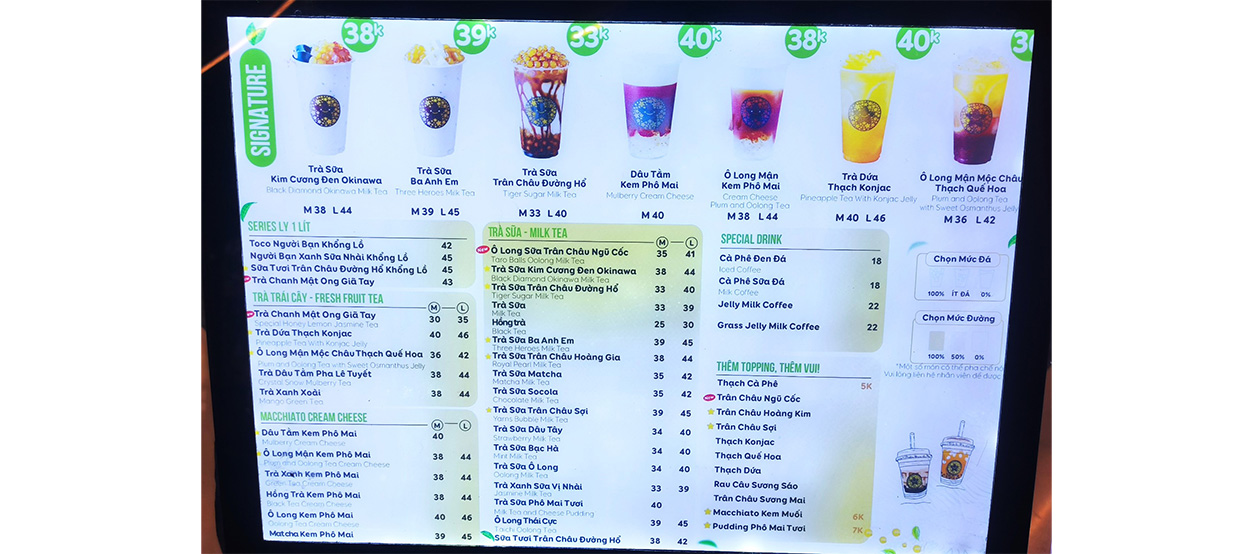 SIGNATURE
38k
39k
33k
40k
38k
40k
Trà Sữa
Kim Cương Đen Okinawa
Black Diamond Okinawa Milk Tea
M 38 L 44
Trà Sữa
Ba Anh Em
Three Heroes Milk Tea
M 39 L 45
Trà Sữa
Trân Châu Đường Hổ
Tiger Sugar Milk Tea
M 33 L 40
Dâu Tằm
Kem Phô Mai
Mulberry Cream Cheese
M 40
Ô Long Mận
Kem Phô Mai
Cream Cheese
Plum and Oolong Tea
M 38 L 44
Trà Dứa
Thạch Konjac
Pineapple Tea With Konjac Jelly
M 40 L 46
Ô Long Mận Mộc Châu
Thạch Quế Hoa
Plum and Oolong Tea
with Sweet Osmanthus Jelly
M 36 L 42
SERIES LY 1 LÍT
Toco Người Bạn Khổng Lồ 42
Người Bạn Xanh Sữa Nhài Khổng Lồ 45
Sữa Tươi Trân Châu Đường Hổ Khổng Lồ 45
Trà Chanh Mật Ong Giã Tay 43
TRÀ TRÁI CÂY - FRESH FRUIT TEA
M L
Trà Chanh Mật Ong Giã Tay 30 35
Special Honey Lemon Jasmine Tea
Trà Dứa Thạch Konjac 40 46
Pineapple Tea With Konjac Jelly
Ô Long Mận Mộc Châu Thạch Quế Hoa 36 42
Plum and Oolong Tea with Sweet Osmanthus Jelly
Trà Dâu Tằm Pha Lê Tuyết 38 44
Crystal Snow Mulberry Tea
Trà Xanh Xoài 38 44
Mango Green Tea
MACCHIATO CREAM CHEESE
M L
Dâu Tằm Kem Phô Mai 40
Mulberry Cream Cheese
Ô Long Mận Kem Phô Mai 38 44
Plum and Oolong Tea Cream Cheese
Trà Xanh Kem Phô Mai 38 44
Green Tea Cream Cheese
Hồng Trà Kem Phô Mai 38 44
Black Tea Cream Cheese
Ô Long Kem Phô Mai 40 46
Oolong Tea Cream Cheese
Matcha Kem Phô Mai 39 45
TRÀ SỮA - MILK TEA
M L
NEW Ô Long Sữa Trân Châu Ngũ Cốc 35 41
Taro Balls Oolong Milk Tea
Trà Sữa Kim Cương Đen Okinawa 38 44
Black Diamond Okinawa Milk Tea
Trà Sữa Trân Châu Đường Hổ 33 40
Tiger Sugar Milk Tea
Trà Sữa 33 39
Milk Tea
Hồng trà 25 30
Black Tea
Trà Sữa Ba Anh Em 39 45
Three Heroes Milk Tea
Trà Sữa Trân Châu Hoàng Gia 38 44
Royal Pearl Milk Tea
Trà Sữa Matcha 35 42
Matcha Milk Tea
Trà Sữa Socola 35 42
Chocolate Milk Tea
Trà Sữa Trân Châu Sợi 39 45
Yarns Bubble Milk Tea
Trà Sữa Dâu Tây 34 40
Strawberry Milk Tea
Trà Sữa Bạc Hà 34 40
Mint Milk Tea
Trà Sữa Ô Long 34 40
Oolong Milk Tea
Trà Xanh Sữa Vị Nhài 33 39
Jasmine Milk Tea
Trà Sữa Phô Mai Tươi 40
Milk Tea and Cheese Pudding
Ô Long Thái Cực 39 45
Taichi Oolong Tea
Sữa Tươi Trân Châu Đường Hổ 38 42
SPECIAL DRINK
Cà Phê Đen Đá 18
Iced Coffee
Cà Phê Sữa Đá 18
Milk Coffee
Jelly Milk Coffee 22
Grass Jelly Milk Coffee 22
THÊM TOPPING, THÊM VUI!
Thạch Cà Phê 5K
NEW Trân Châu Ngũ Cốc
Trân Châu Hoàng Kim
Trân Châu Sợi
Thạch Konjac
Thạch Quế Hoa
Thạch Dứa
Rau Câu Sương Sáo
Trân Châu Sương Mai
Macchiato Kem Muối 6K
Pudding Phô Mai Tươi 7K
Chọn Mức Đá
100% ÍT ĐÁ 0%
Chọn Mức Đường
100% 50% 0%
*Một số món có thể pha chế nó
Vui lòng liên hệ nhân viên để được